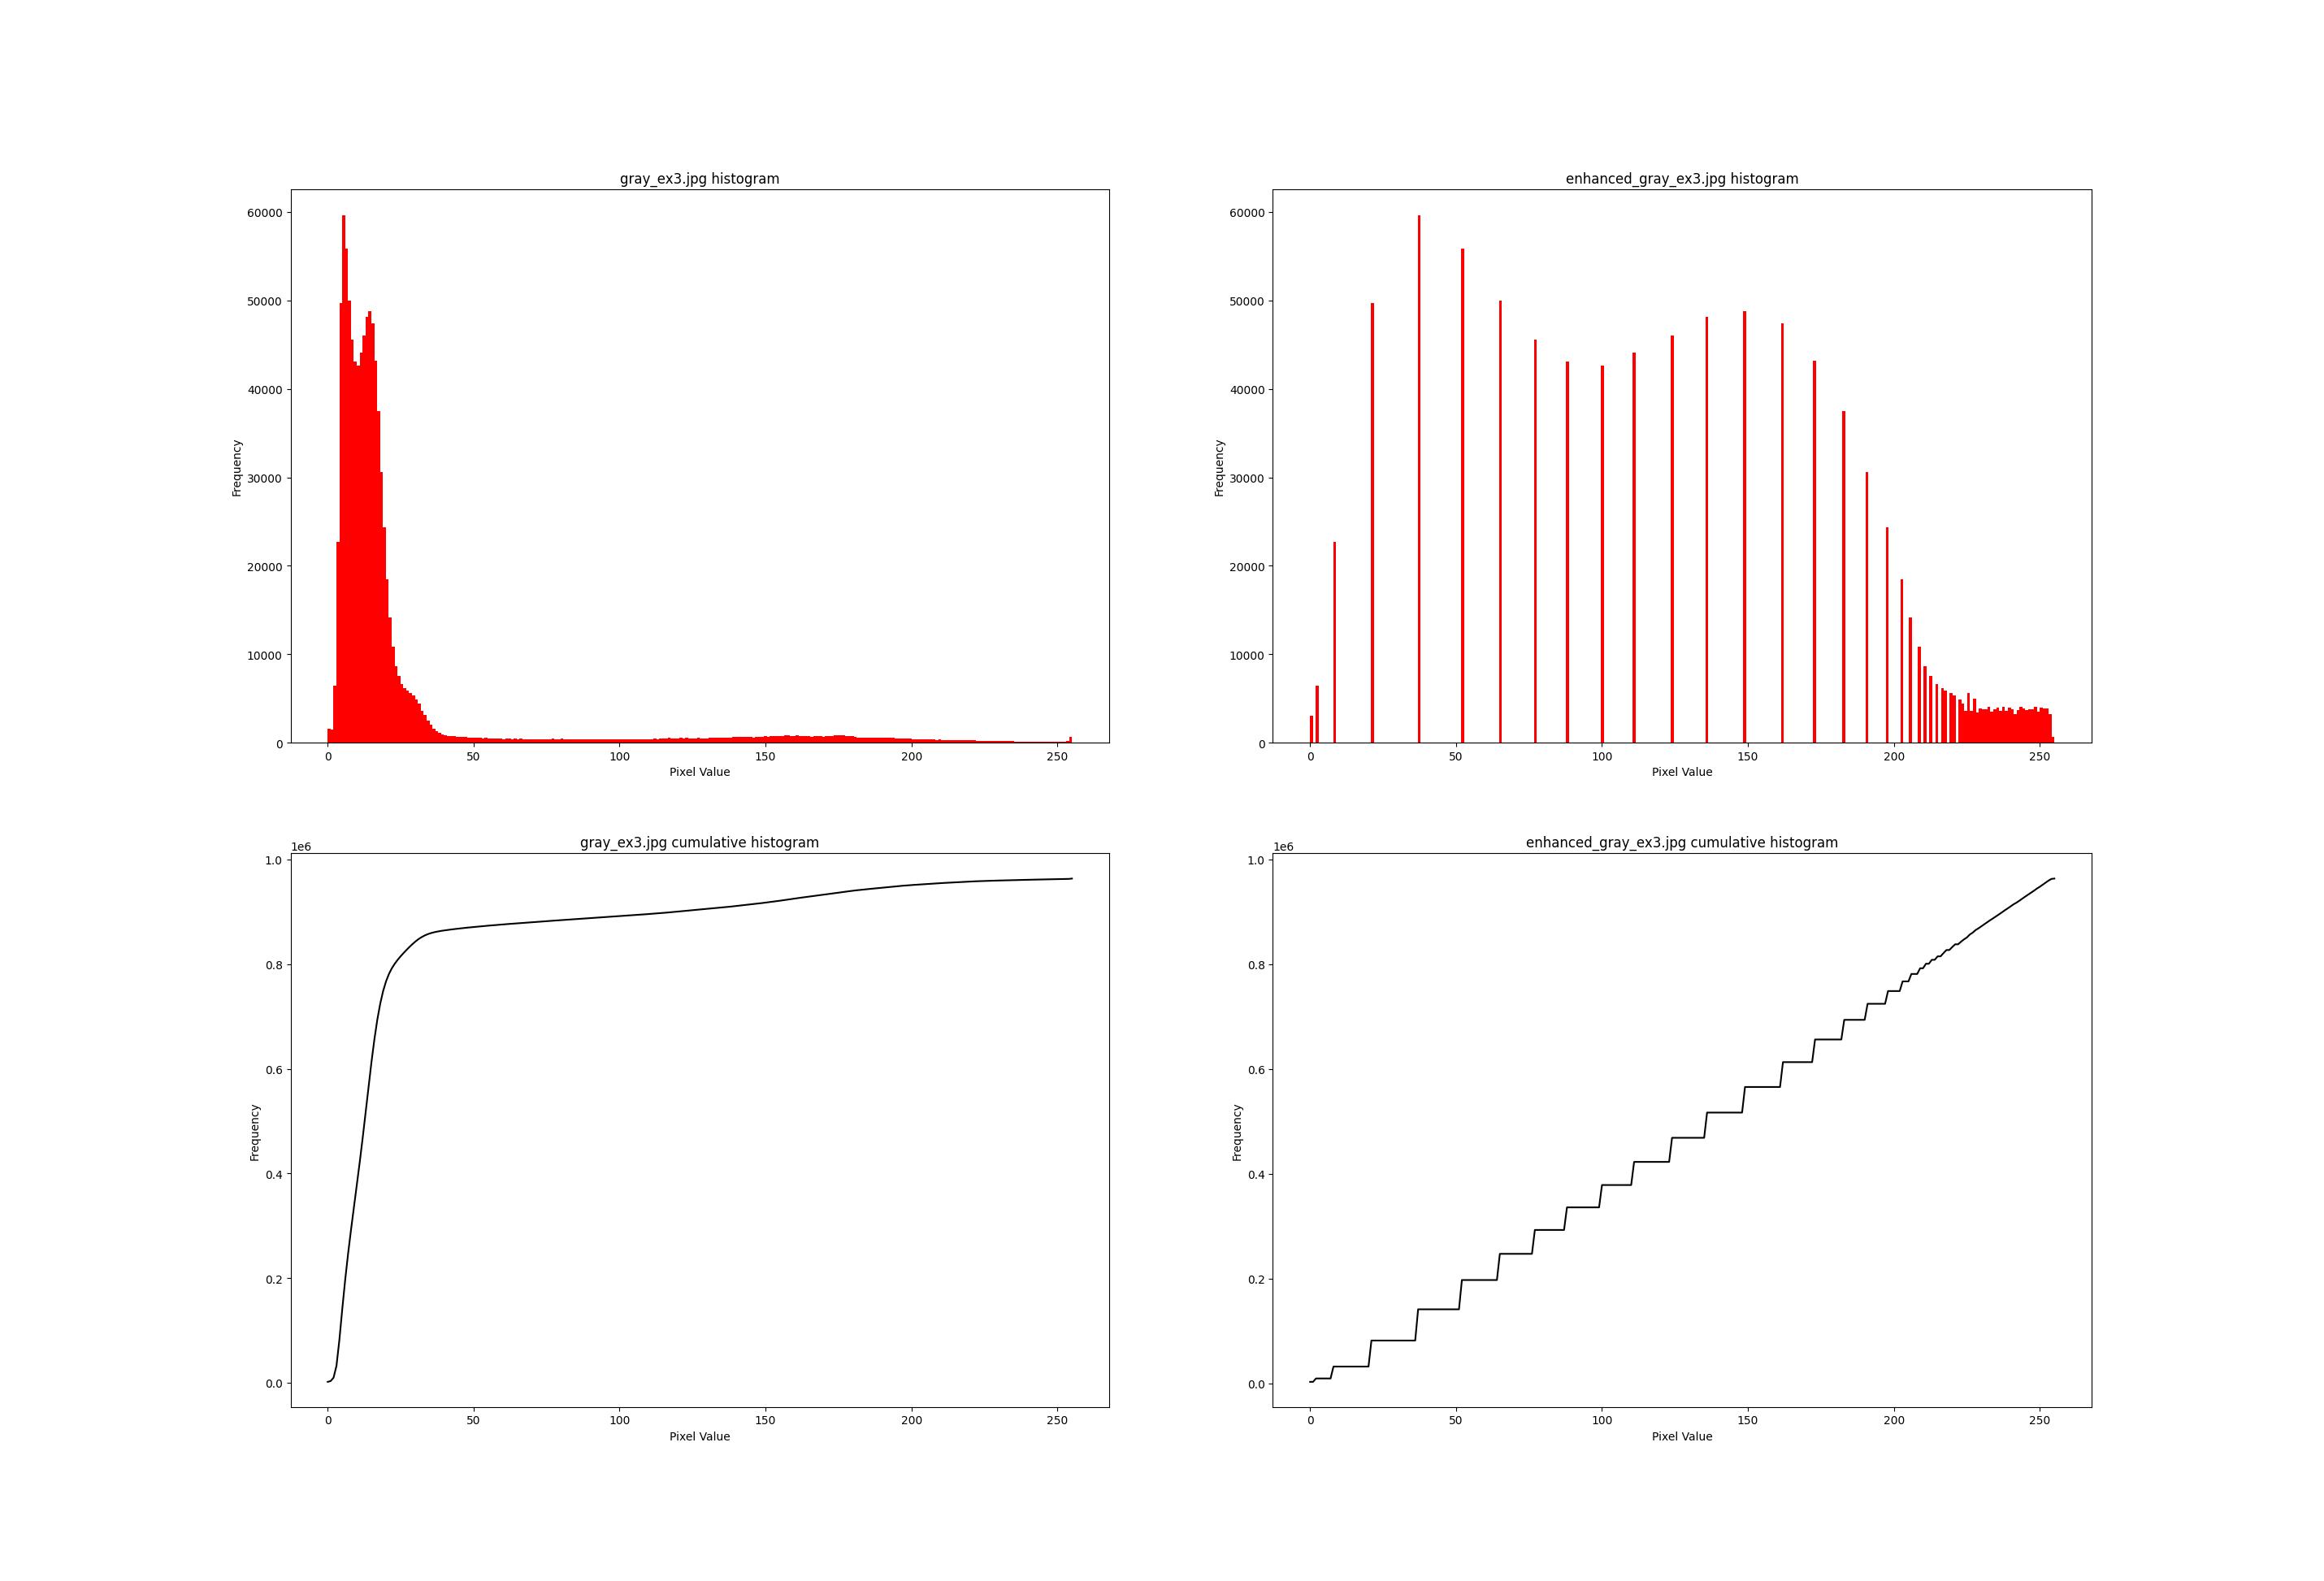 gray_ex3.jpg histogram
60000
50000
40000
30000
20000
10000
0
Frequency
0 50 100 150 200 250
Pixel Value
enhanced_gray_ex3.jpg histogram
60000
50000
40000
30000
20000
10000
0
Frequency
0 50 100 150 200 250
Pixel Value
gray_ex3.jpg cumulative histogram
1e6
1.0
0.8
0.6
0.4
0.2
0.0
Frequency
0 50 100 150 200 250
Pixel Value
enhanced_gray_ex3.jpg cumulative histogram
1e6
1.0
0.8
0.6
0.4
0.2
0.0
Frequency
0 50 100 150 200 250
Pixel Value